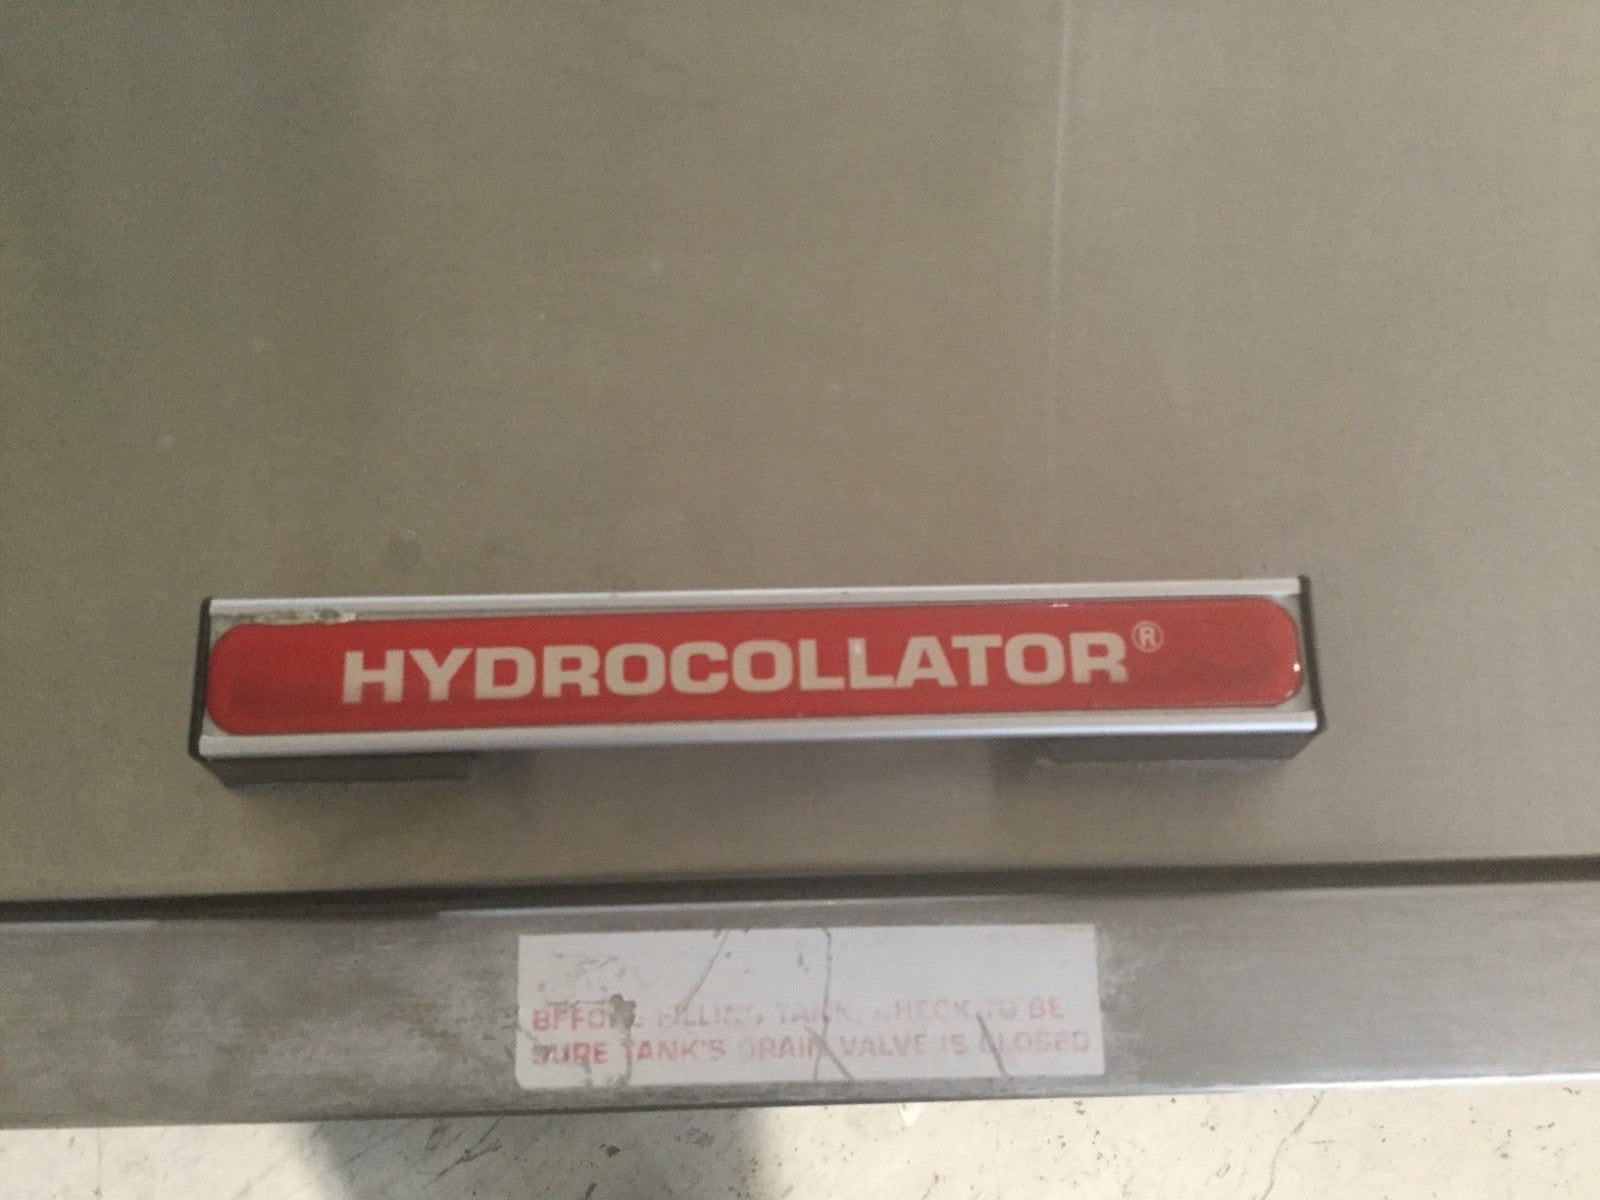 HYDROCOLLATOR®
BEFORE FILLING TANK, CHECK TO BE
SURE TANK'S DRAIN VALVE IS CLOSED